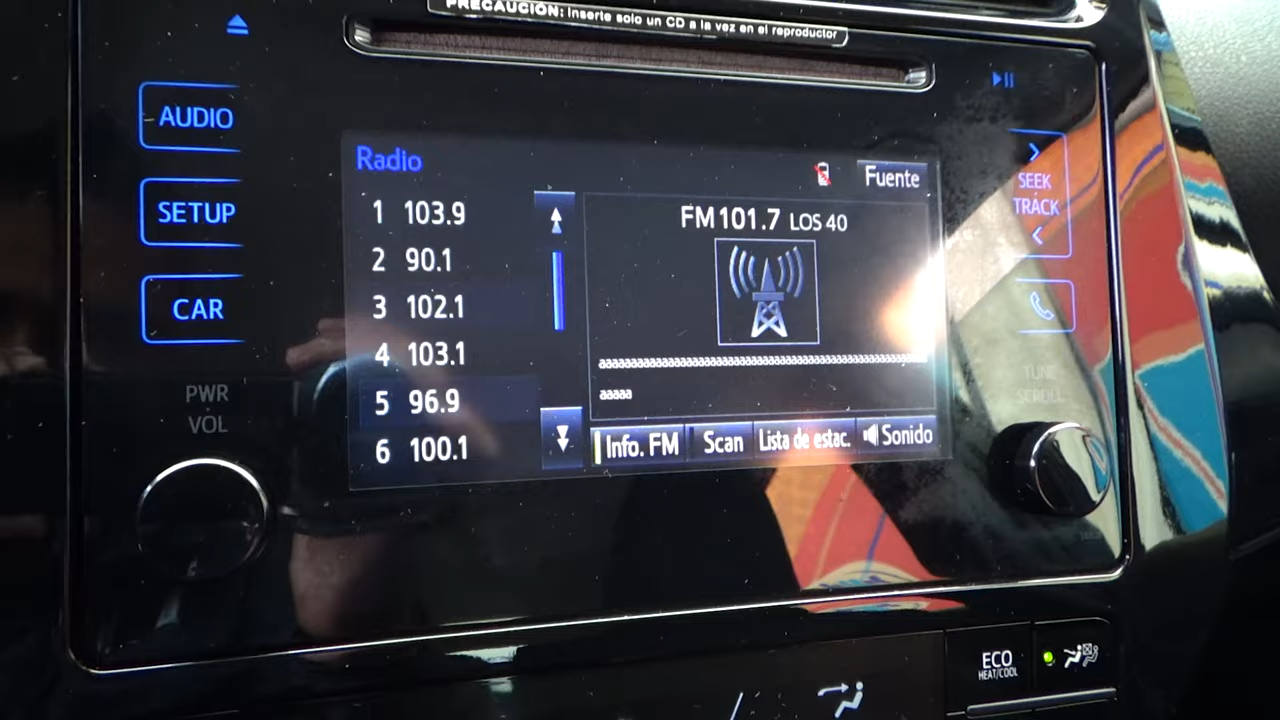 PRECAUCIÓN: Inserte solo un CD a la vez en el reproductor
AUDIO
SETUP
CAR
PWR
VOL
Radio
Fuente
1 103.9
2 90.1
3 102.1
4 103.1
5 96.9
6 100.1
FM101.7 LOS 40
aaaaa
Info. FM
Scan
Lista de estac.
Sonido
SEEK
TRACK
TUNE
SCROLL
ECO
HEAT/COOL